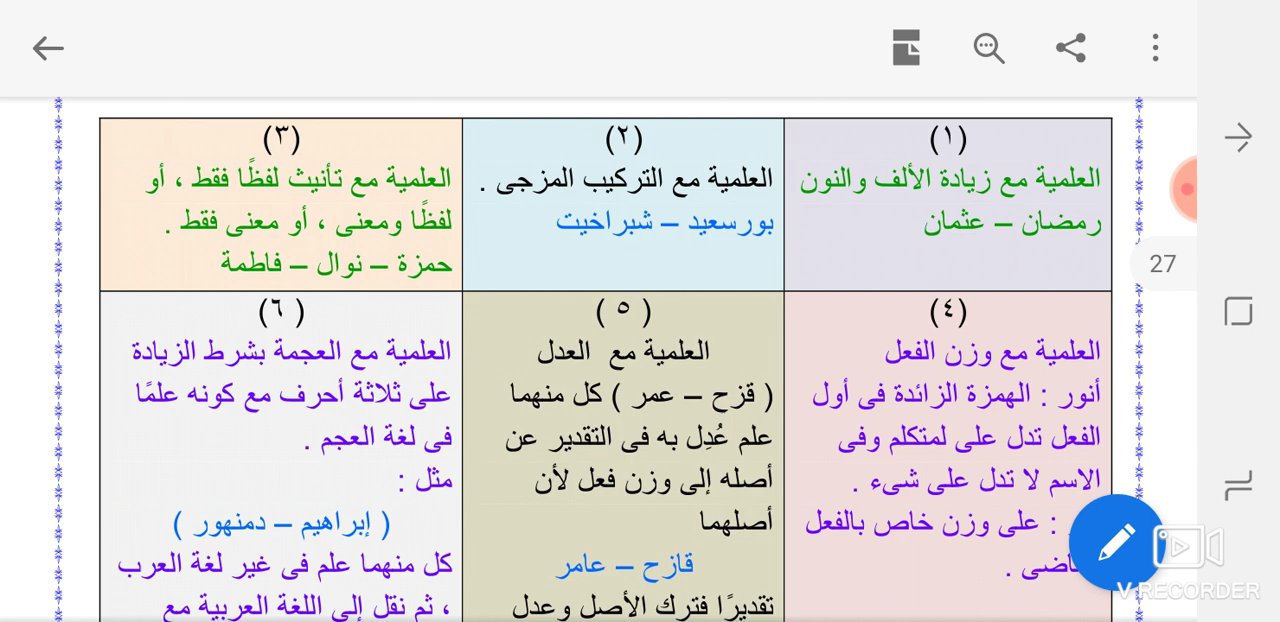 (١)
العلمية مع زيادة الألف والنون
رمضان – عثمان
(٢)
العلمية مع التركيب المزجى .
بورسعيد – شبراخيت
(٣)
العلمية مع تأنيث لفظًا فقط ، أو
لفظًا ومعنى ، أو معنى فقط .
حمزة – نوال – فاطمة
(٤)
العلمية مع وزن الفعل
أنور : الهمزة الزائدة فى أول
الفعل تدل على لمتكلم وفى
الاسم لا تدل على شىء .
: على وزن خاص بالفعل
(٥)
العلمية مع العدل
( قزح – عمر ) كل منهما
علم عُدِل به فى التقدير عن
أصله إلى وزن فعل لأن
أصلهما
قازح – عامر
تقديرًا فترك الأصل وعدل
(٦)
العلمية مع العجمة بشرط الزيادة
على ثلاثة أحرف مع كونه علمًا
فى لغة العجم .
مثل :
( إبراهيم – دمنهور )
كل منهما علم فى غير لغة العرب
، ثم نقل إلى اللغة العربية مع
27
V RECORDER